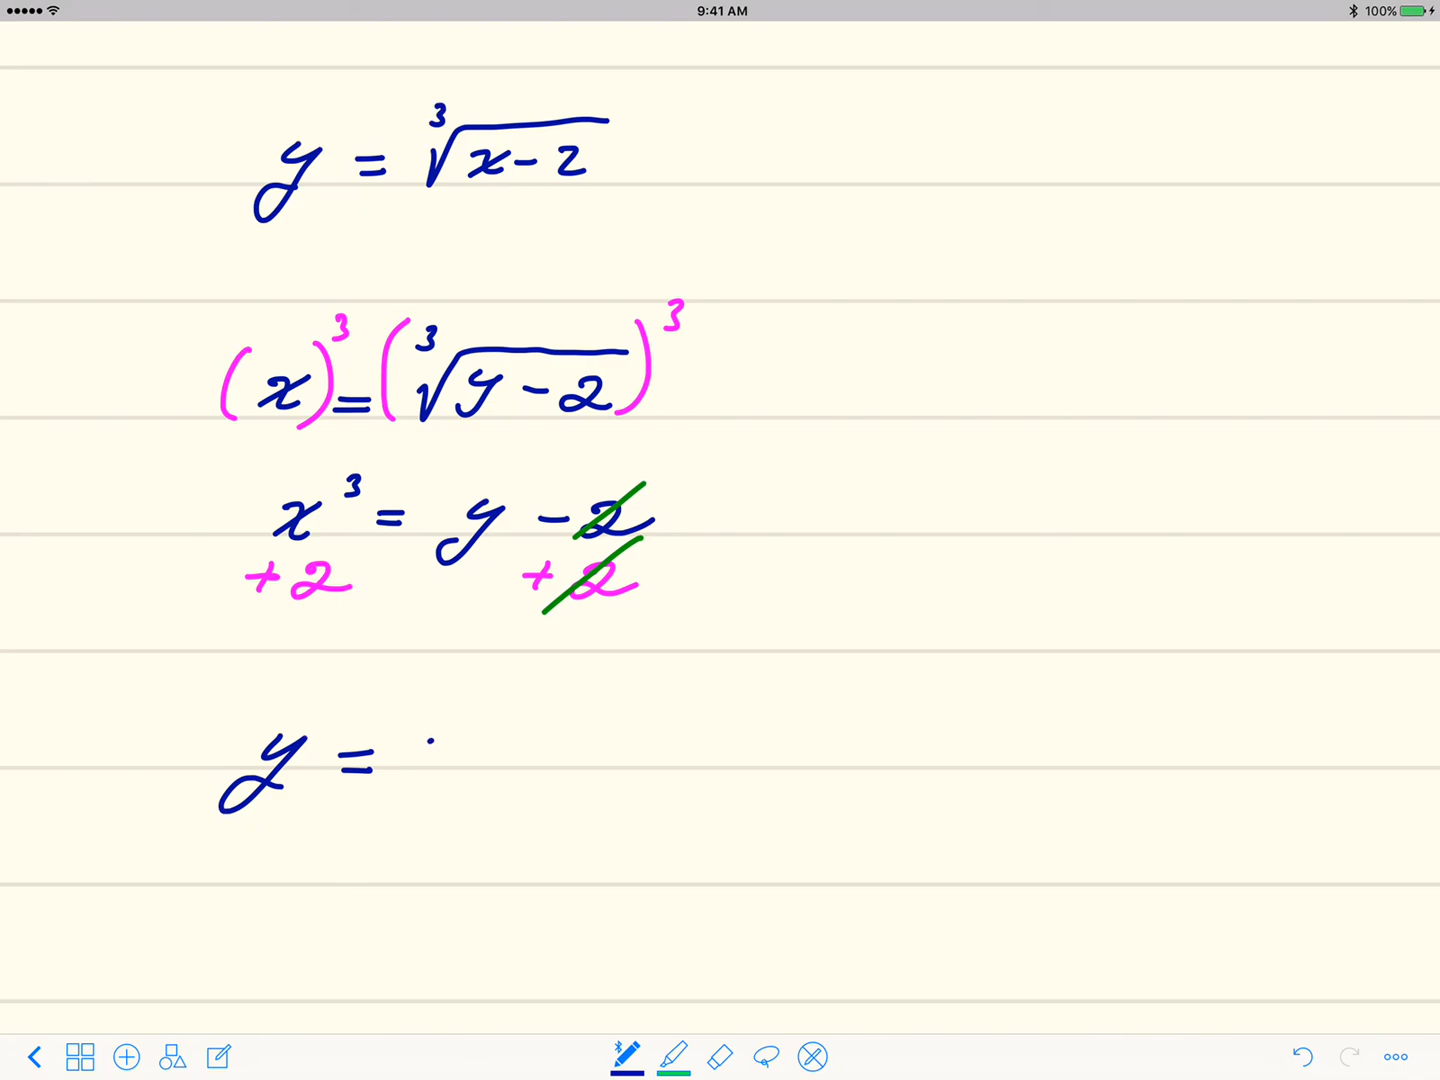 9:41 AM
100%
y = ∛(x-2)
(x)³ = (∛(y-2))³
x³ = y - 2
+2 +2
y =